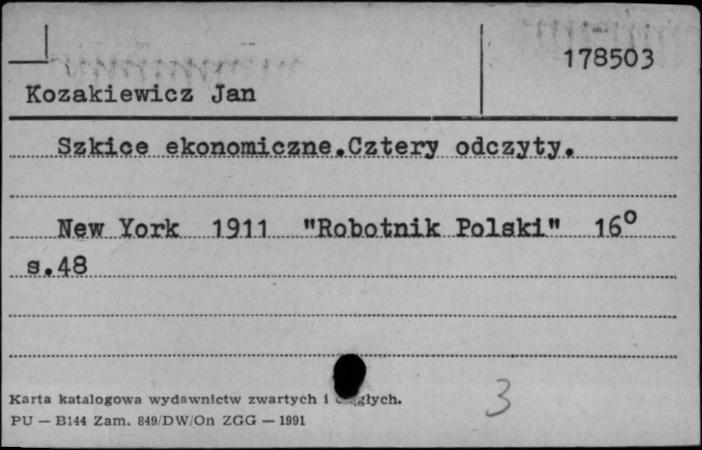 178503
Kozakiewicz Jan
Szkice ekonomiczne.Cztery odczyty.
New York 1911 "Robotnik Polski" 16°
s.48
Karta katalogowa wydawnictw zwartych i ciągłych.
PU — B144 Zam. 849/DW/On ZGG — 1991
3